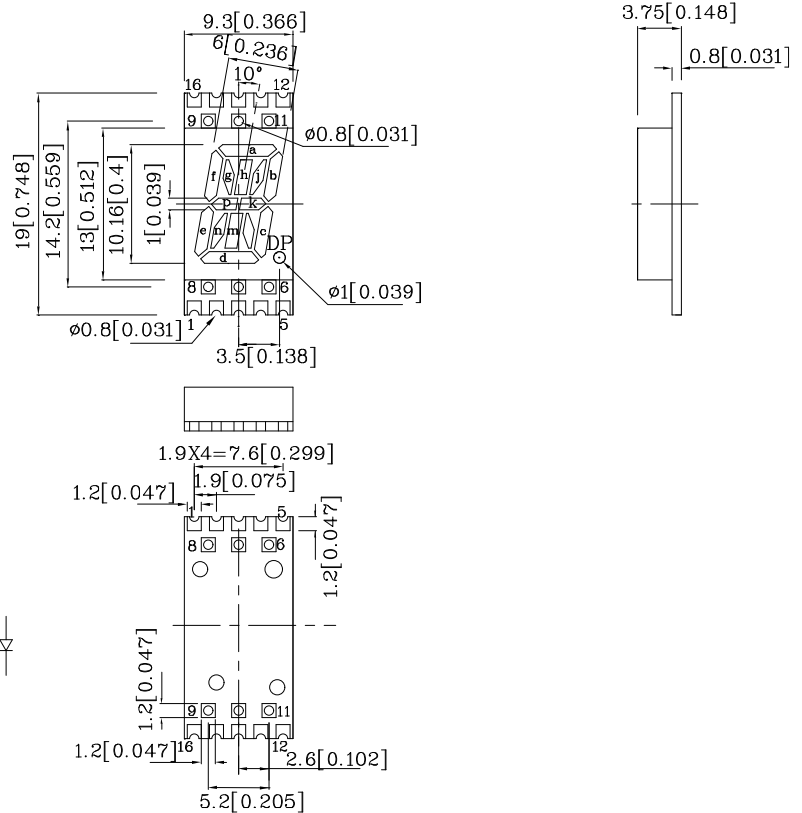 9.3[0.366]
6[0.236]
10°
16
12
9
11
ø0.8[0.031]
a
f
g
h
j
b
p
k
e
n
m
c
d
DP
8
6
1
5
19[0.748]
14.2[0.559]
13[0.512]
10.16[0.4]
1[0.039]
ø1[0.039]
ø0.8[0.031]
3.5[0.138]
3.75[0.148]
0.8[0.031]
1.9X4=7.6[0.299]
1.9[0.075]
1.2[0.047]
1
5
8
6
1.2[0.047]
1.2[0.047]
9
11
16
12
1.2[0.047]
2.6[0.102]
5.2[0.205]